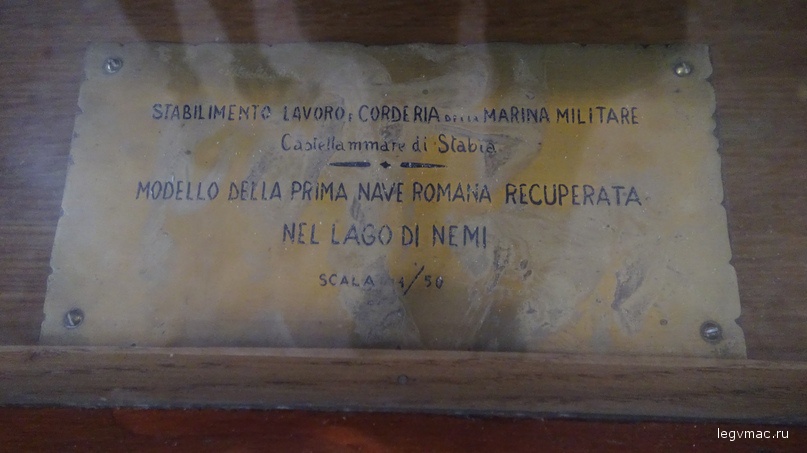 STABILIMENTO LAVORO E CORDERIA DELLA MARINA MILITARE
Castellammare di Stabia
MODELLO DELLA PRIMA NAVE ROMANA RECUPERATA
NEL LAGO DI NEMI
SCALA 1/50
legvmac.ru